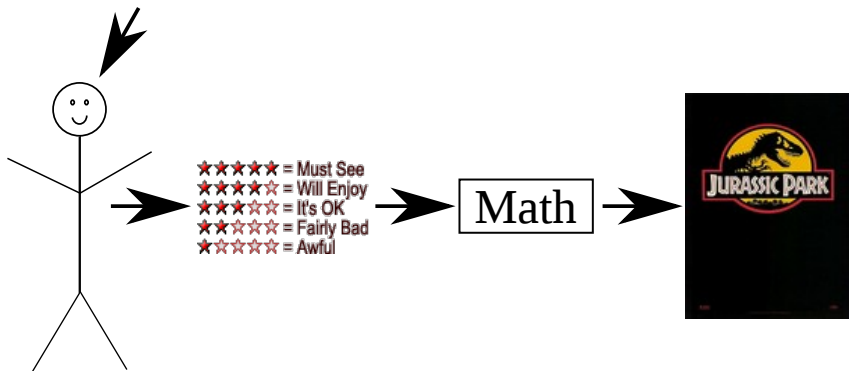 = Must See
= Will Enjoy
= It's OK
= Fairly Bad
= Awful
Math
JURASSIC PARK